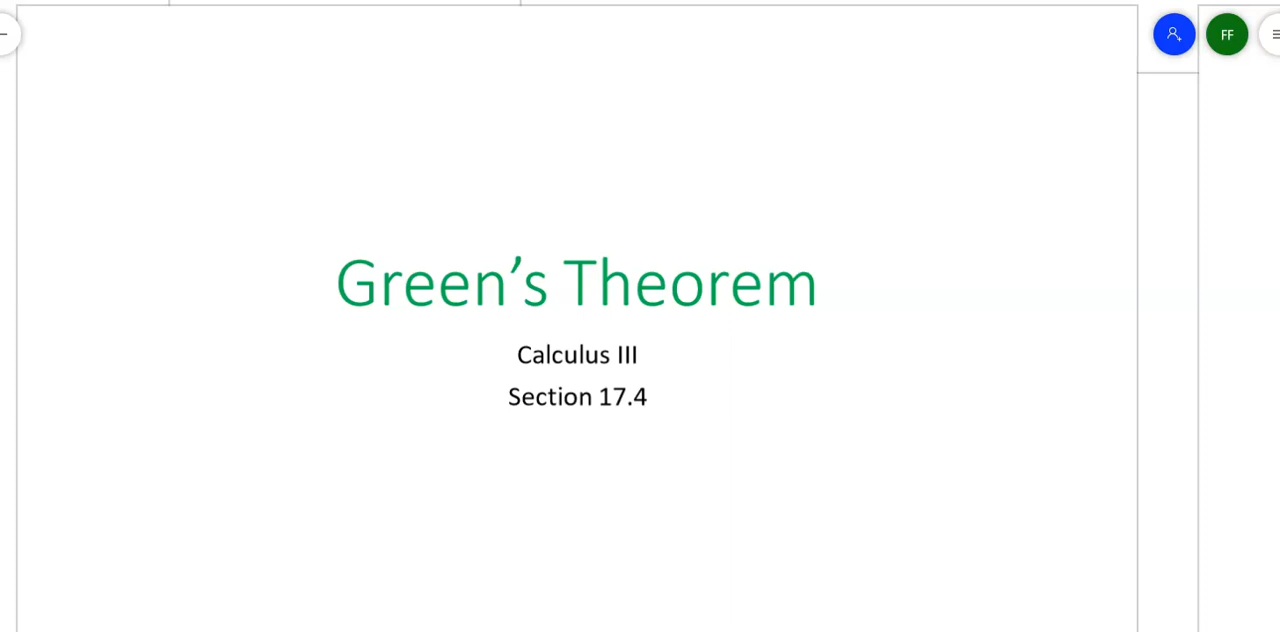 FF
Green’s Theorem
Calculus III
Section 17.4